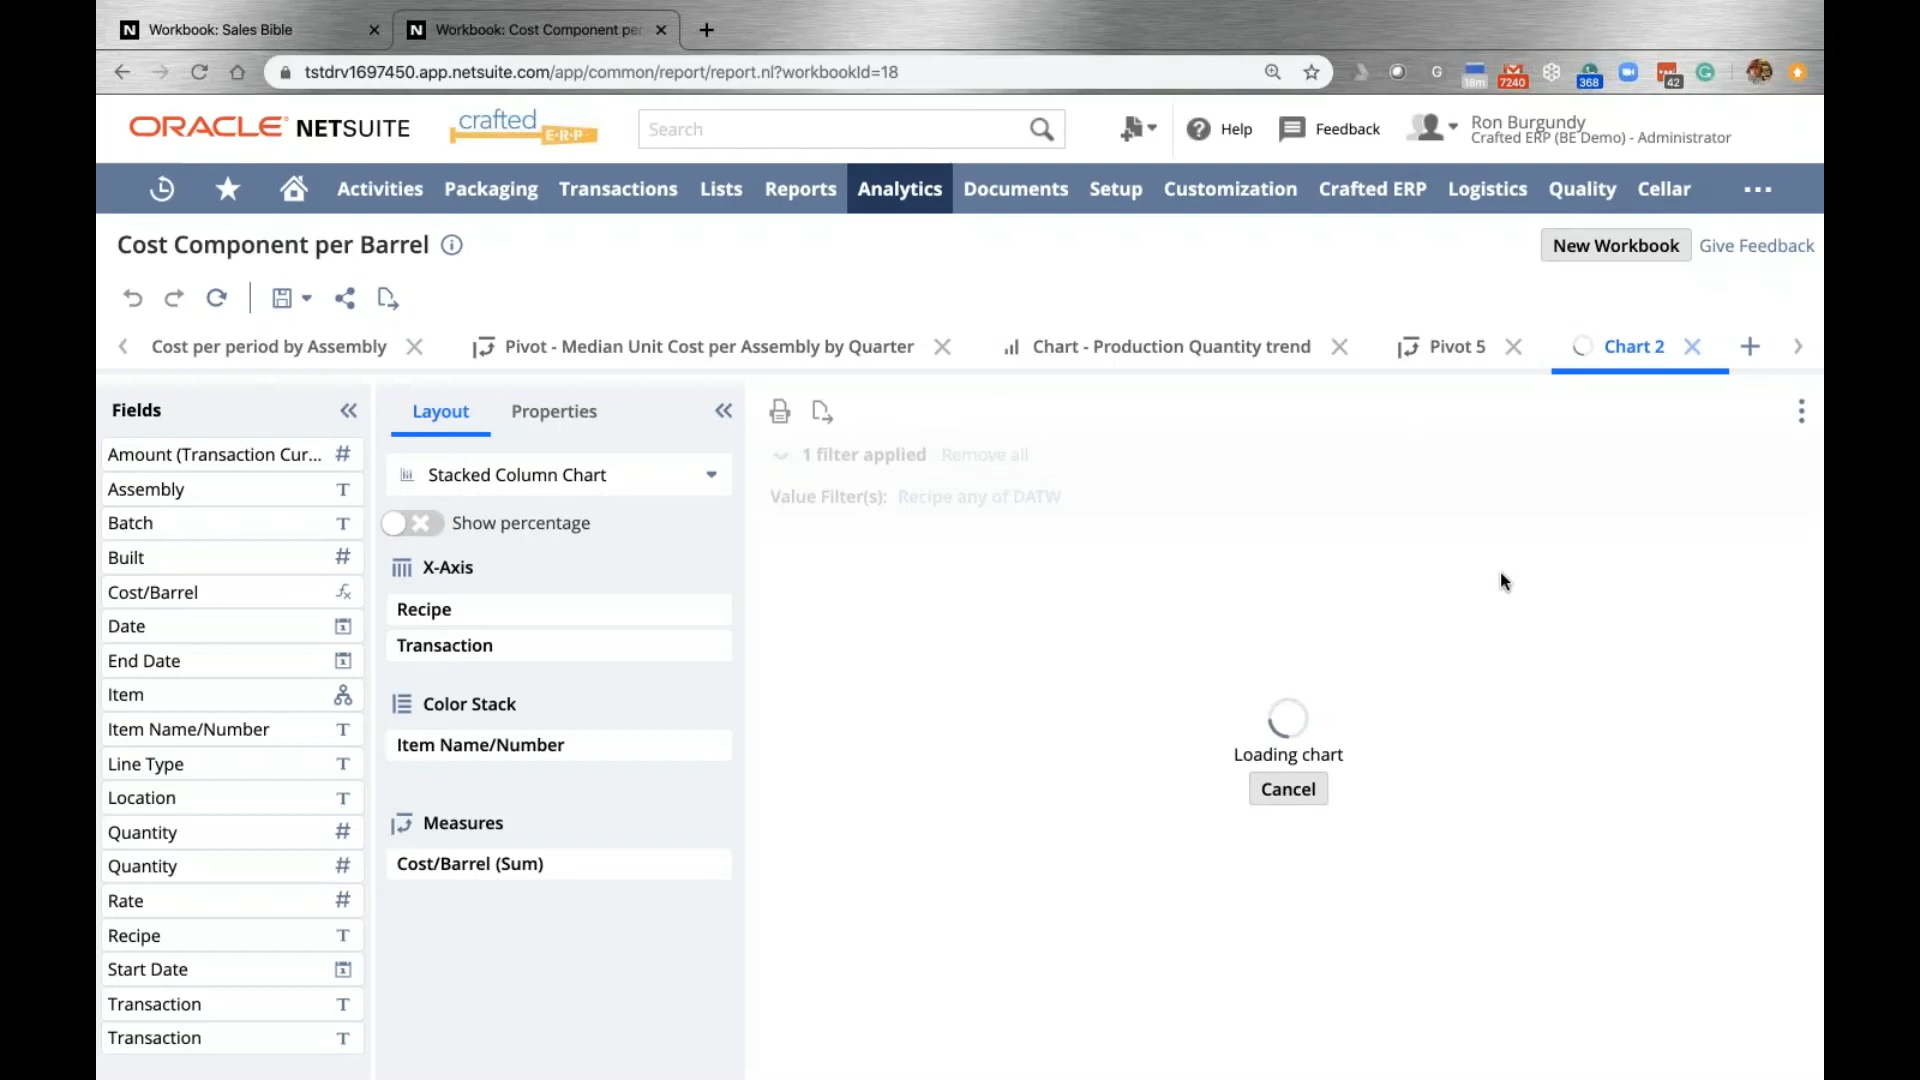 Workbook: Sales Bible
Workbook: Cost Component per
tstdrv1697450.app.netsuite.com/app/common/report/report.nl?workbookId=18
18m
7240
368
42
ORACLE NETSUITE
crafted
E·R·P
Search
Help
Feedback
Ron Burgundy
Crafted ERP (BE Demo) - Administrator
Activities
Packaging
Transactions
Lists
Reports
Analytics
Documents
Setup
Customization
Crafted ERP
Logistics
Quality
Cellar
Cost Component per Barrel
New Workbook
Give Feedback
Cost per period by Assembly
Pivot - Median Unit Cost per Assembly by Quarter
Chart - Production Quantity trend
Pivot 5
Chart 2
Fields
Amount (Transaction Cur...
Assembly
Batch
Built
Cost/Barrel
Date
End Date
Item
Item Name/Number
Line Type
Location
Quantity
Quantity
Rate
Recipe
Start Date
Transaction
Transaction
Layout
Properties
Stacked Column Chart
Show percentage
X-Axis
Recipe
Transaction
Color Stack
Item Name/Number
Measures
Cost/Barrel (Sum)
1 filter applied Remove all
Value Filter(s): Recipe any of DATW
Loading chart
Cancel